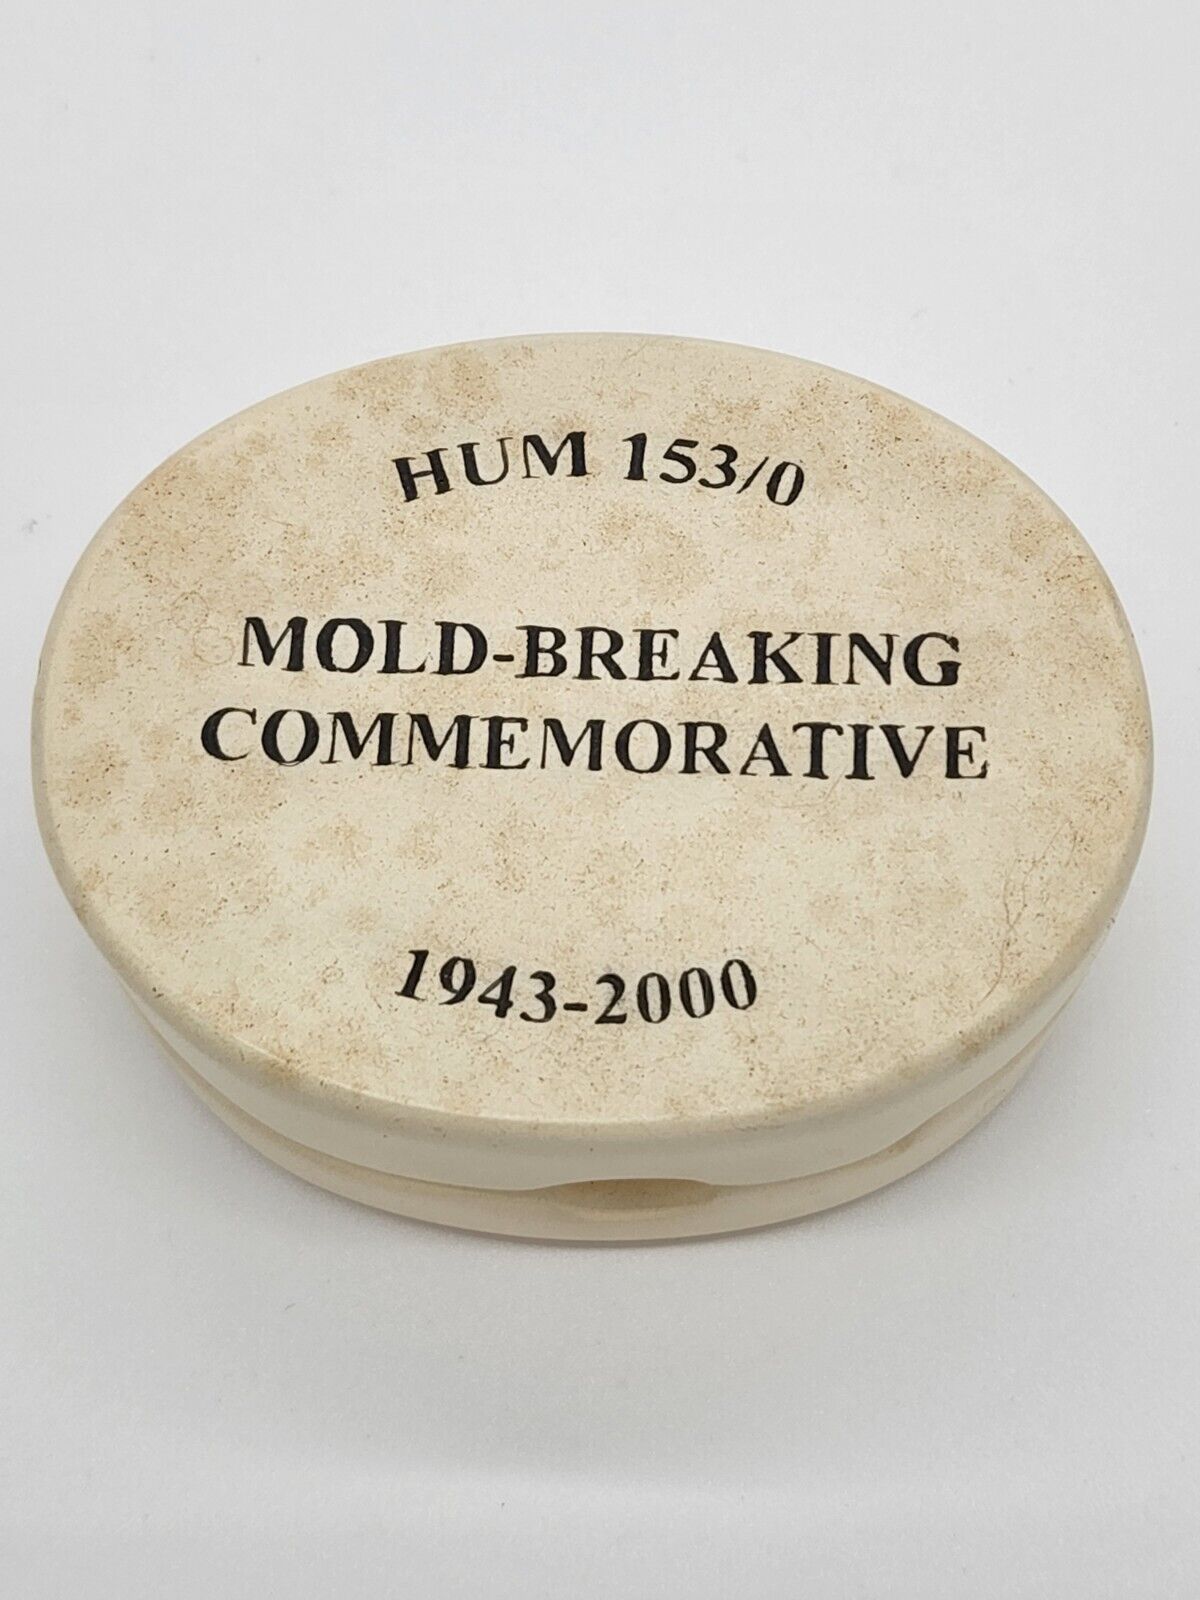 HUM 153/0
MOLD-BREAKING
COMMEMORATIVE
1943-2000